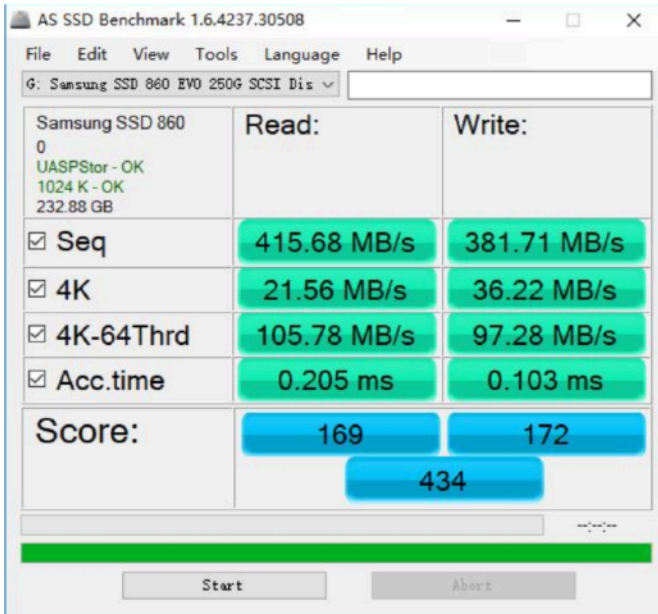 AS SSD Benchmark 1.6.4237.30508
File Edit View Tools Language Help
G: Samsung SSD 860 EVO 250G SCSI Dis
Samsung SSD 860
0
UASPStor - OK
1024 K - OK
232.88 GB
Read: Write:
Seq 415.68 MB/s 381.71 MB/s
4K 21.56 MB/s 36.22 MB/s
4K-64Thrd 105.78 MB/s 97.28 MB/s
Acc.time 0.205 ms 0.103 ms
Score: 169 172
434
--:--:--
Start Abort